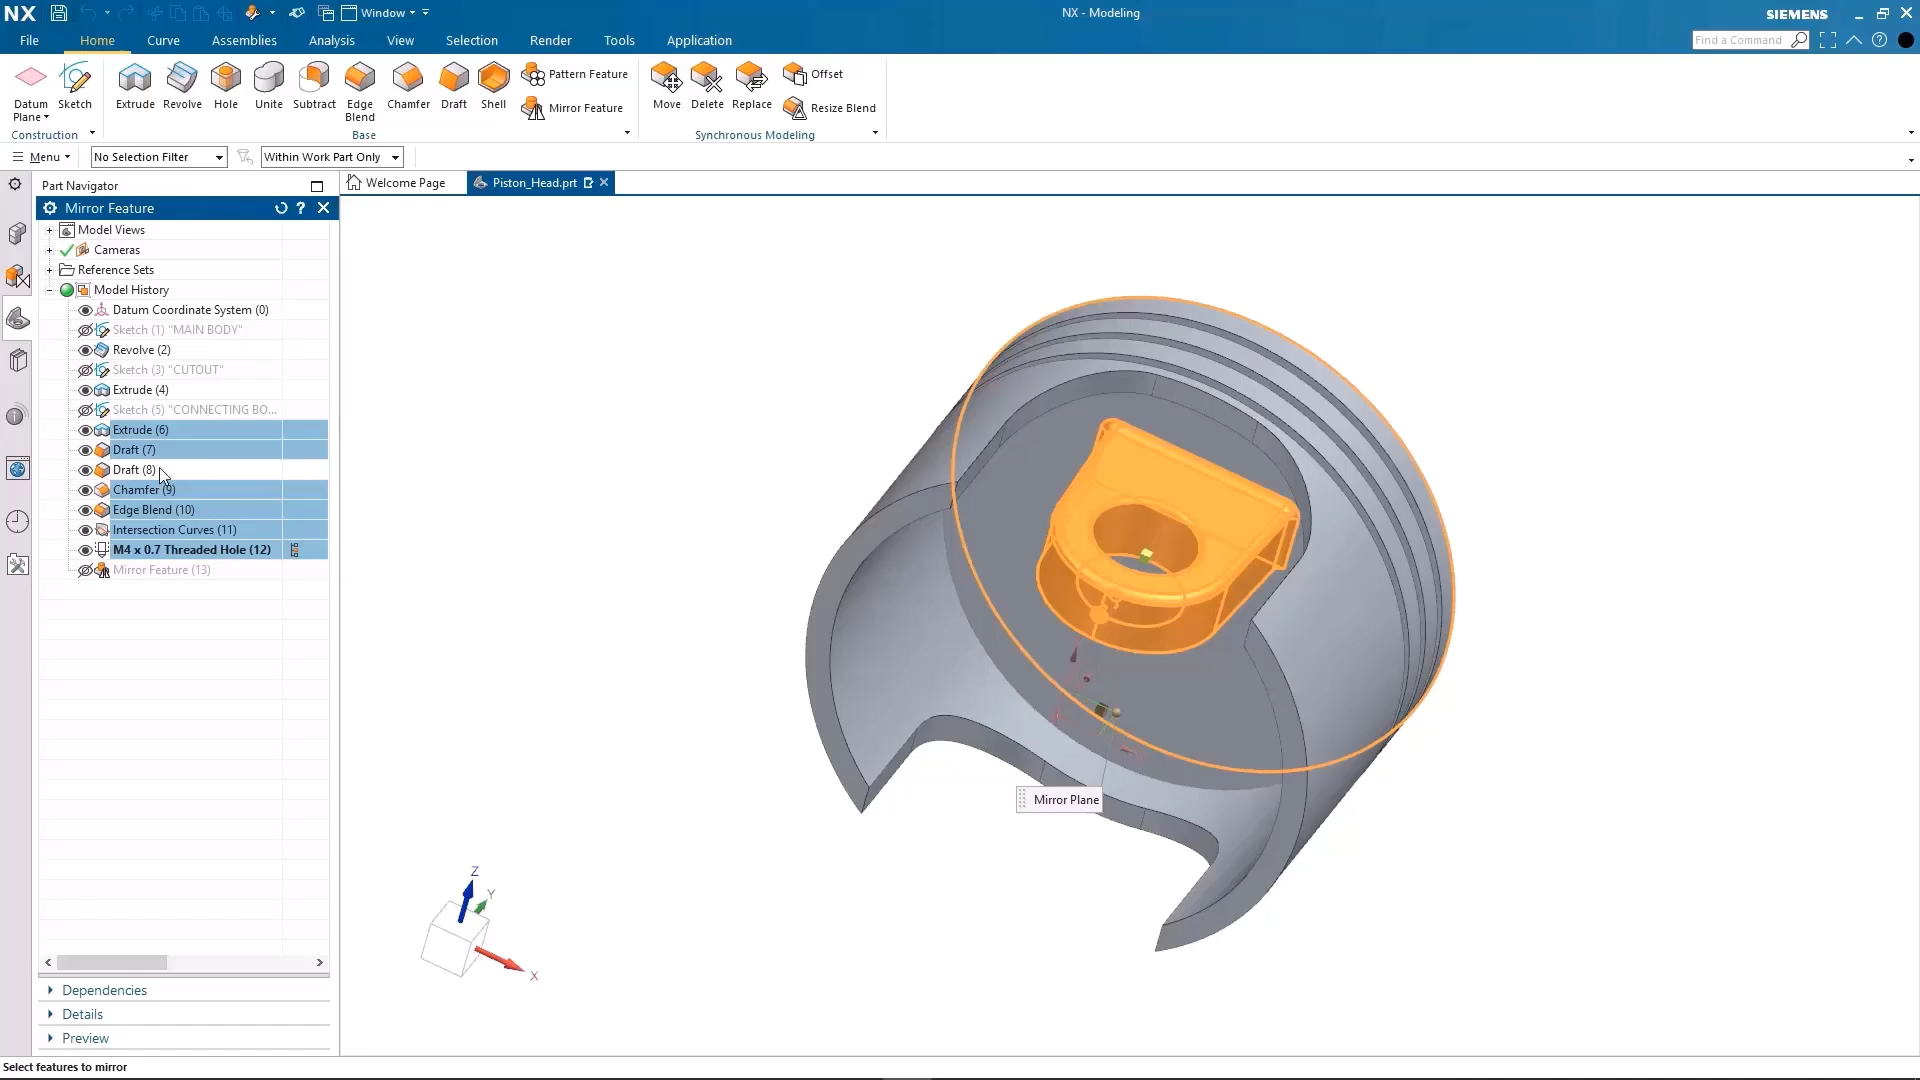 NX
Window
NX - Modeling
SIEMENS
File
Home
Curve
Assemblies
Analysis
View
Selection
Render
Tools
Application
Find a Command
Datum
Plane
Sketch
Extrude
Revolve
Hole
Unite
Subtract
Edge
Blend
Chamfer
Draft
Shell
Pattern Feature
Mirror Feature
Move
Delete
Replace
Offset
Resize Blend
Construction
Base
Synchronous Modeling
Menu
No Selection Filter
Within Work Part Only
Part Navigator
Welcome Page
Piston_Head.prt
Mirror Feature
Model Views
Cameras
Reference Sets
Model History
Datum Coordinate System (0)
Sketch (1) "MAIN BODY"
Revolve (2)
Sketch (3) "CUTOUT"
Extrude (4)
Sketch (5) "CONNECTING BO...
Extrude (6)
Draft (7)
Draft (8)
Chamfer (9)
Edge Blend (10)
Intersection Curves (11)
M4 x 0.7 Threaded Hole (12)
Mirror Feature (13)
Mirror Plane
Z
Y
X
Dependencies
Details
Preview
Select features to mirror